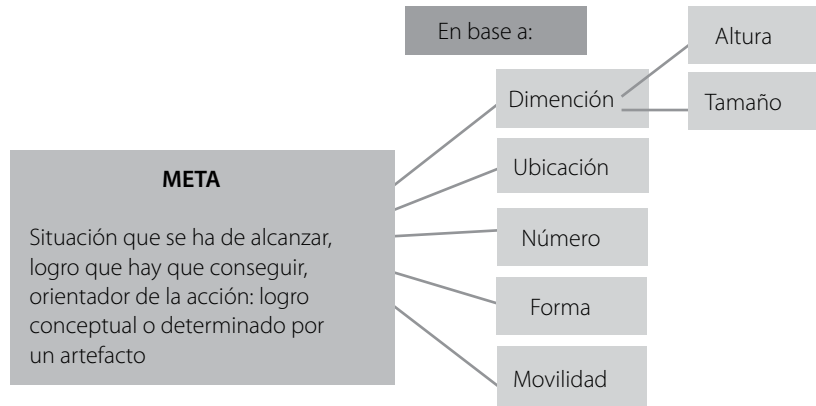 En base a:
Altura
Dimención
Tamaño
META
Situación que se ha de alcanzar,
logro que hay que conseguir,
orientador de la acción: logro
conceptual o determinado por
un artefacto
Ubicación
Número
Forma
Movilidad